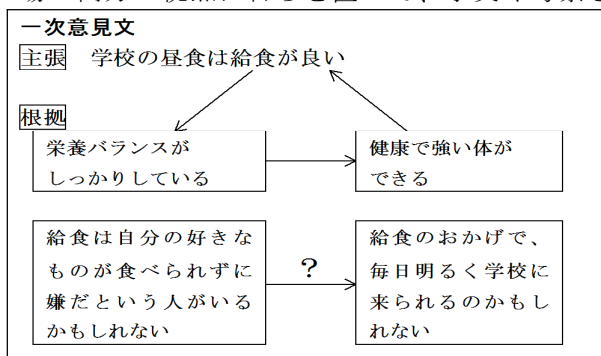 一次意見文
主張 学校の昼食は給食が良い
根拠
栄養バランスが
しっかりしている
健康で強い体が
できる
給食は自分の好きな
ものが食べられずに
嫌だという人がいる
かもしれない
?
給食のおかげで、
毎日明るく学校に
来られるのかもし
れない